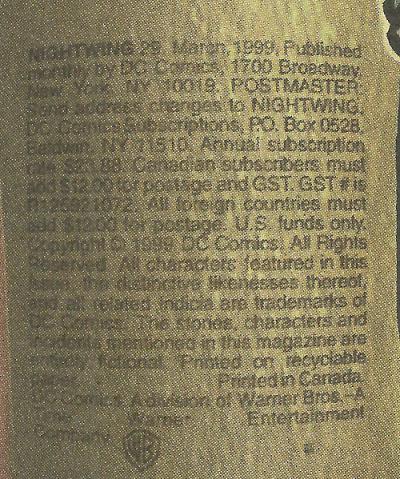 NIGHTWING 29. March, 1999. Published
monthly by DC Comics, 1700 Broadway,
New York, NY 10019. POSTMASTER:
Send address changes to NIGHTWING,
DC Comics Subscriptions, PO. Box 0528,
Baldwin, NY 11510. Annual subscription
rate $23.88. Canadian subscribers must
add $12.00 for postage and GST. GST # is
R125921072. All foreign countries must
add $12.00 for postage. U.S. funds only.
Copyright © 1999 DC Comics. All Rights
Reserved. All characters featured in this
issue, the distinctive likenesses thereof,
and all related indicia are trademarks of
DC Comics. The stories, characters and
incidents mentioned in this magazine are
entirely fictional. Printed on recyclable
paper. Printed in Canada.
DC Comics. A division of Warner Bros.-A
Time Warner Entertainment
Company
WB